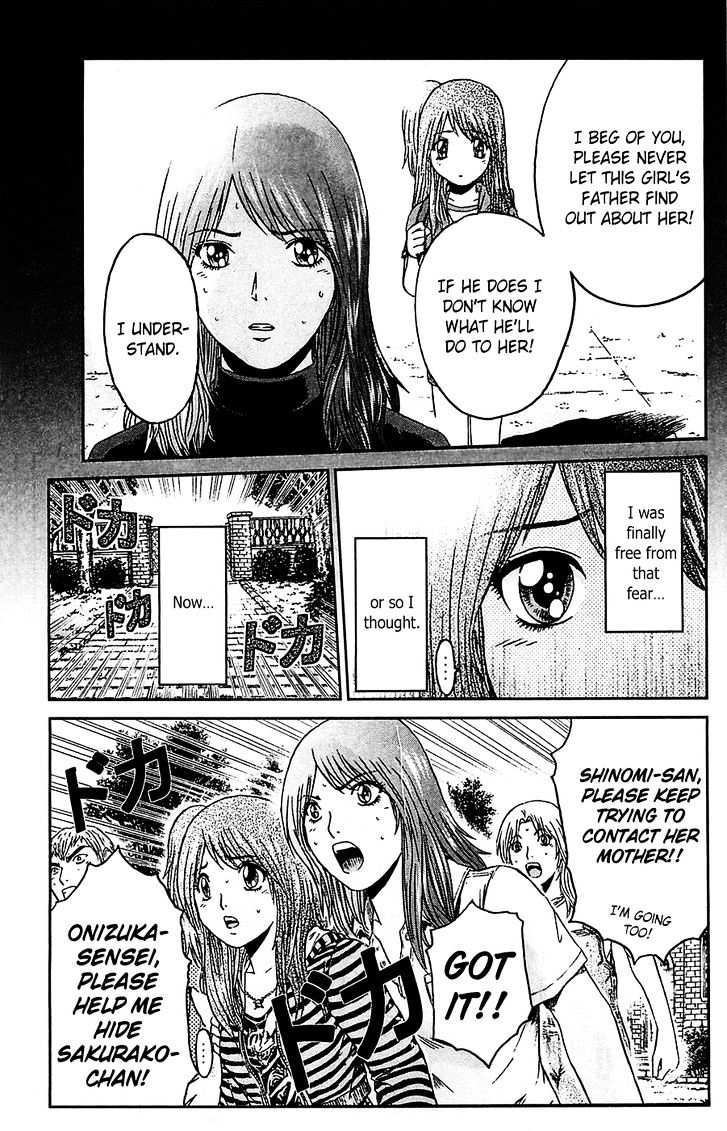 I BEG OF YOU,
PLEASE NEVER
LET THIS GIRL'S
FATHER FIND
OUT ABOUT HER!
IF HE DOES I
DON'T KNOW
WHAT HE'LL
DO TO HER!
I UNDER-
STAND.
I was
finally
free from
that
fear...
or so I
thought.
......
ドカ
ドカ
ドカ
Now...
SHINOMI-SAN,
PLEASE KEEP
TRYING TO
CONTACT HER
MOTHER!!
I'M GOING
TOO!
ドカ
GOT
IT!!
ドカ
ONIZUKA-
SENSEI,
PLEASE
HELP ME
HIDE
SAKURAKO-
CHAN!
......